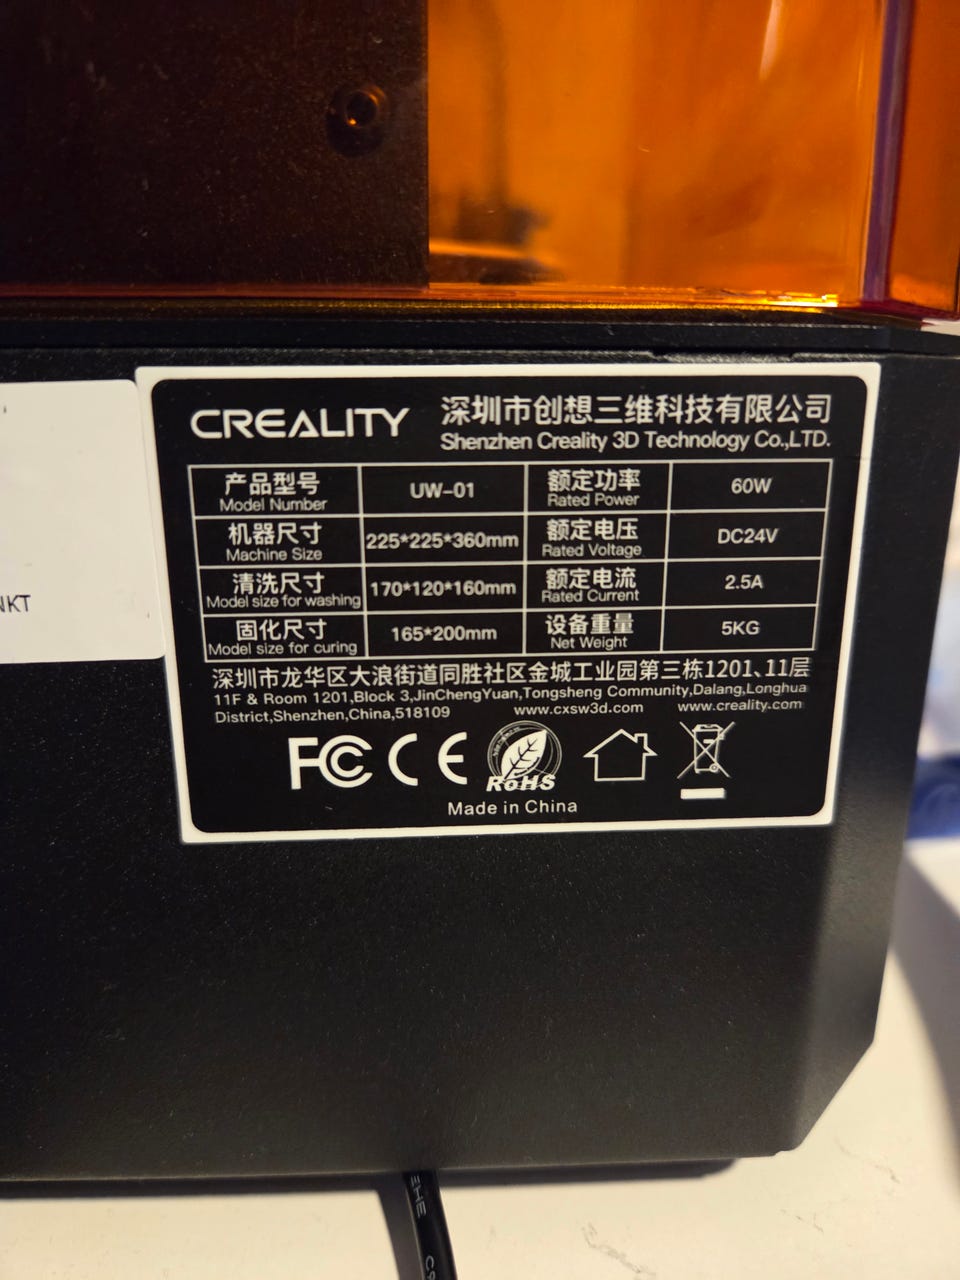 CREALITY
深圳市创想三维科技有限公司
Shenzhen Creality 3D Technology Co.,LTD.
产品型号
Model Number
UW-01
额定功率
Rated Power
60W
机器尺寸
Machine Size
225*225*360mm
额定电压
Rated Voltage
DC24V
清洗尺寸
Model size for washing
170*120*160mm
额定电流
Rated Current
2.5A
固化尺寸
Model size for curing
165*200mm
设备重量
Net Weight
5KG
深圳市龙华区大浪街道同胜社区金城工业园第三栋1201、11层
11F & Room 1201,Block 3,JinChengYuan,Tongsheng Community,Dalang,Longhua
District,Shenzhen,China,518109
www.cxsw3d.com
www.creality.com
FC CE
RoHS
Made in China